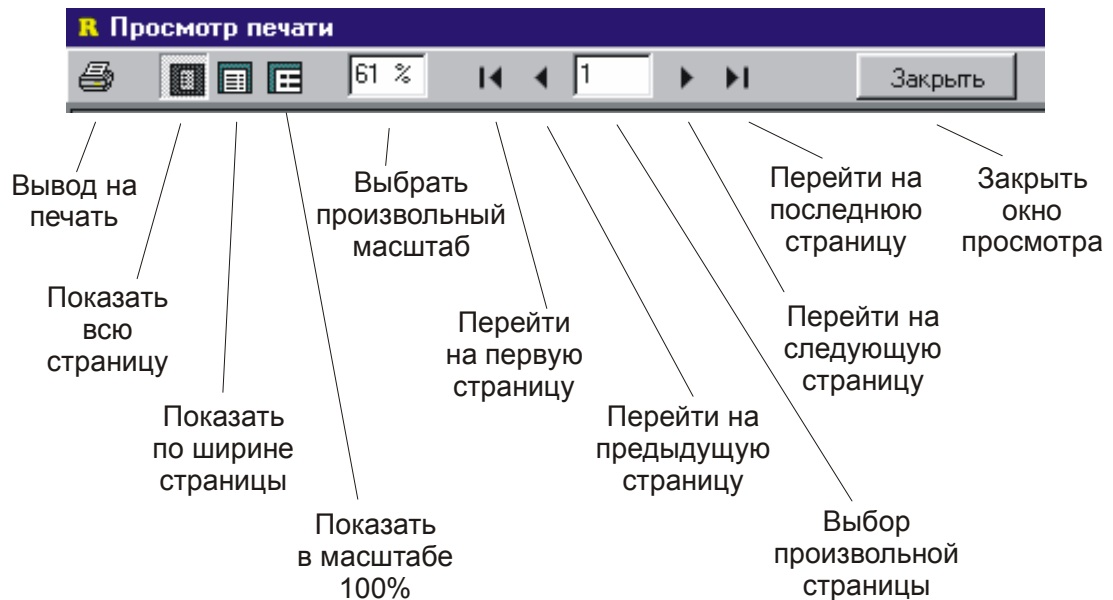 R Просмотр печати
61 %
1
Закрыть
Вывод на
печать
Выбрать
произвольный
масштаб
Перейти на
последнюю
страницу
Закрыть
окно
просмотра
Показать
всю
страницу
Перейти
на первую
страницу
Перейти на
следующую
страницу
Показать
по ширине
страницы
Перейти на
предыдущую
страницу
Показать
в масштабе
100%
Выбор
произвольной
страницы